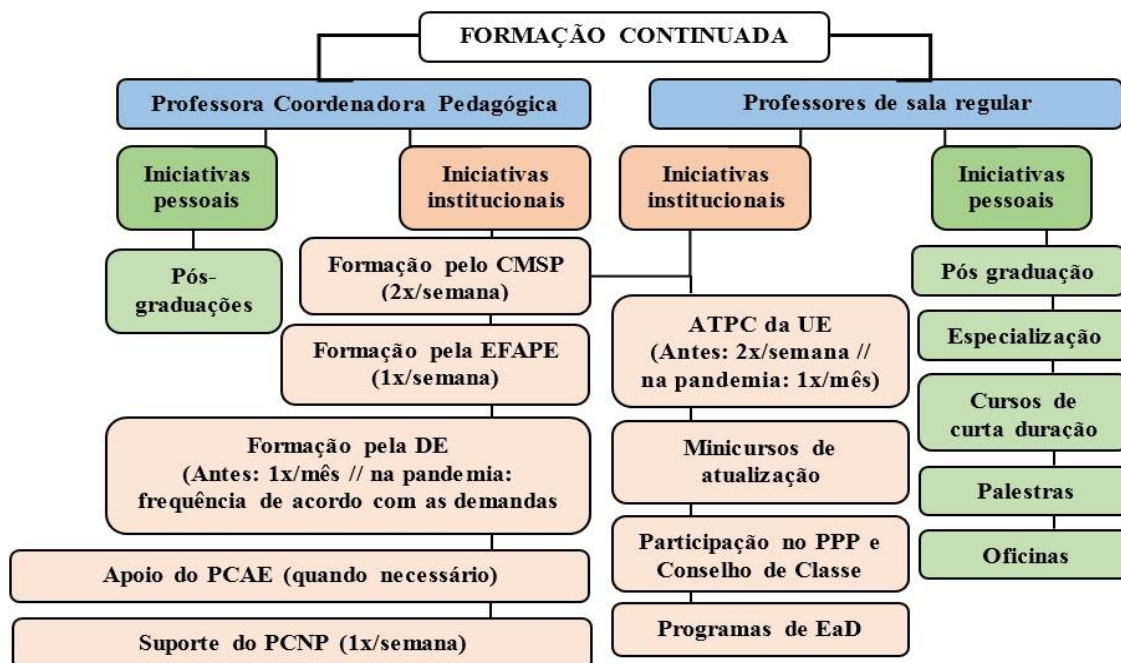 FORMAÇÃO CONTINUADA
Professora Coordenadora Pedagógica
Professores de sala regular
Iniciativas
pessoais
Iniciativas
institucionais
Iniciativas
institucionais
Iniciativas
pessoais
Pós-
graduações
Formação pelo CMSP
(2x/semana)
Formação pela EFAPE
(1x/semana)
Formação pela DE
(Antes: 1x/mês // na pandemia:
frequência de acordo com as demandas
Apoio do PCAE (quando necessário)
Suporte do PCNP (1x/semana)
ATPC da UE
(Antes: 2x/semana //
na pandemia: 1x/mês)
Minicursos de
atualização
Participação no PPP e
Conselho de Classe
Programas de EaD
Pós graduação
Especialização
Cursos de
curta duração
Palestras
Oficinas